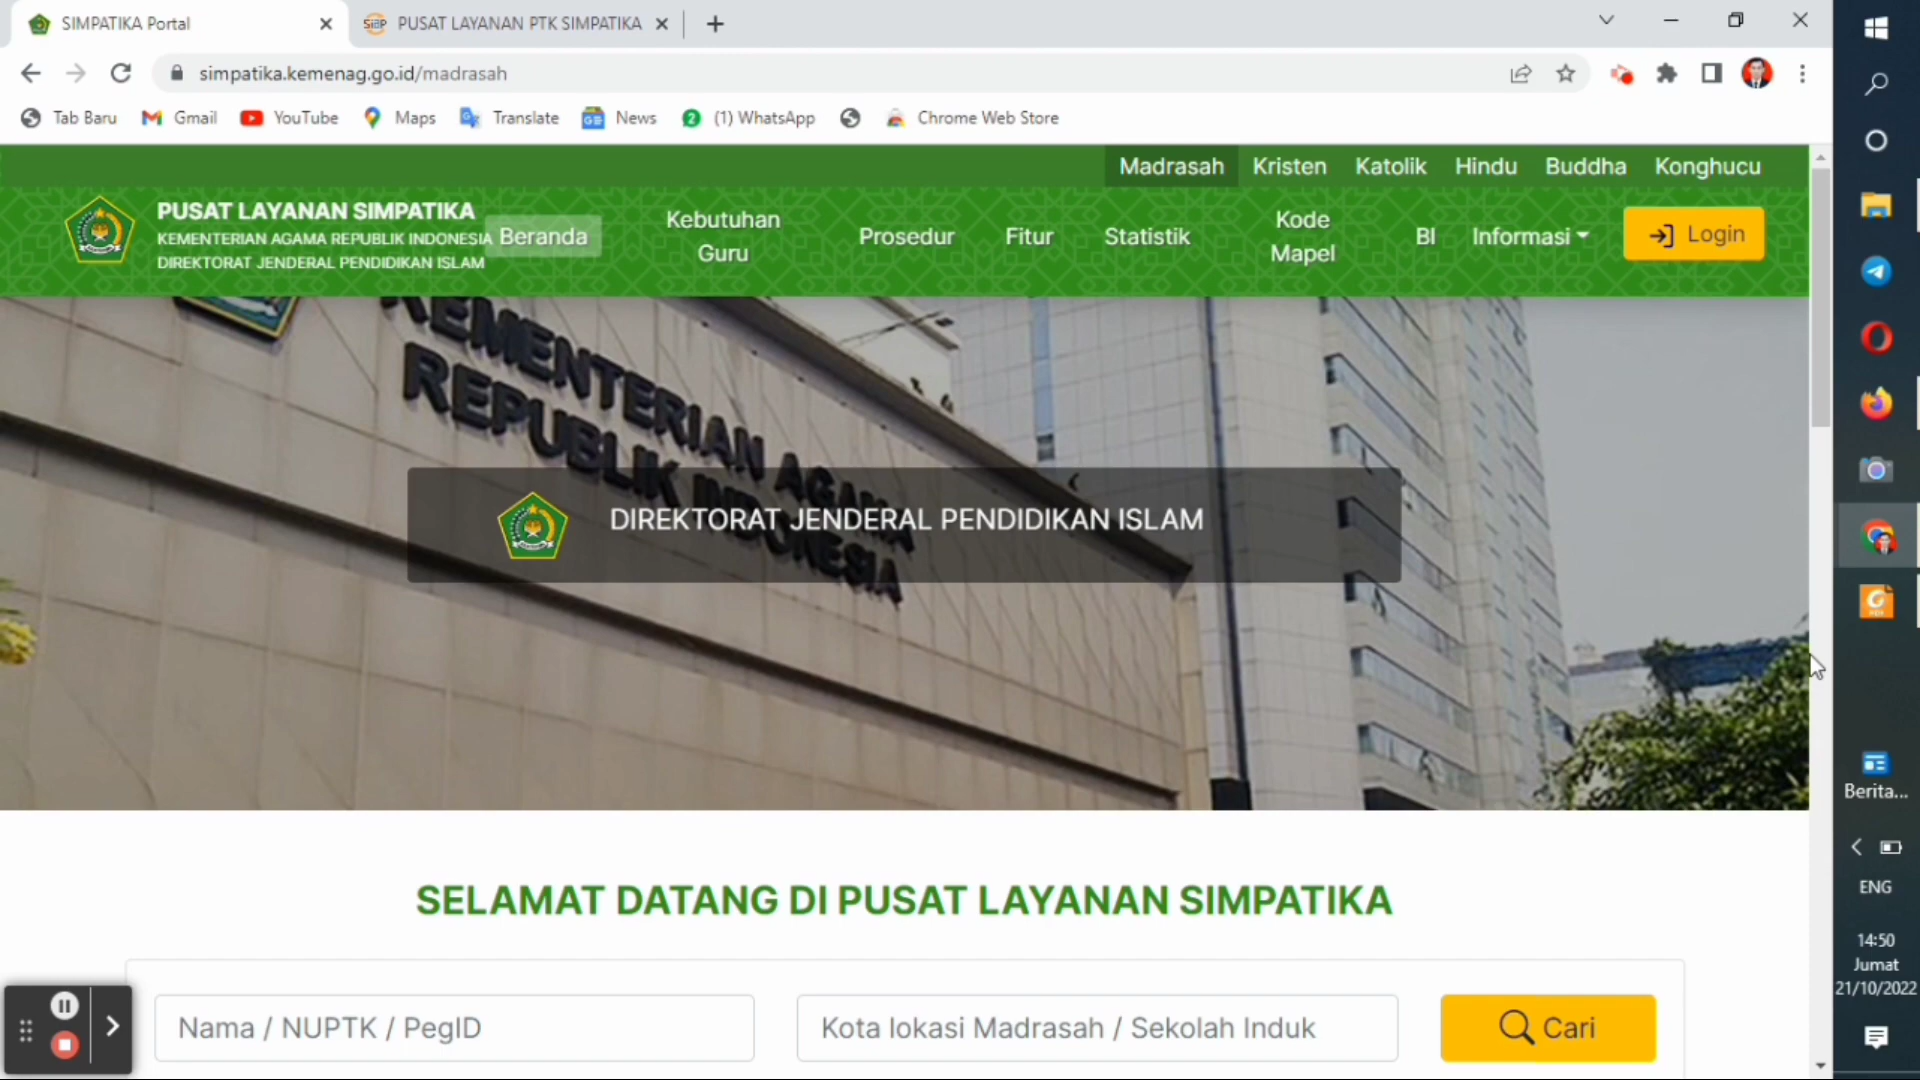 SIMPATIKA Portal
PUSAT LAYANAN PTK SIMPATIKA
simpatika.kemenag.go.id/madrasah
Tab Baru
Gmail
YouTube
Maps
Translate
News
(1) WhatsApp
Chrome Web Store
Madrasah
Kristen
Katolik
Hindu
Buddha
Konghucu
PUSAT LAYANAN SIMPATIKA
KEMENTERIAN AGAMA REPUBLIK INDONESIA
DIREKTORAT JENDERAL PENDIDIKAN ISLAM
Beranda
Kebutuhan
Guru
Prosedur
Fitur
Statistik
Kode
Mapel
BI
Informasi
Login
KEMENTERIAN AGAMA
REPUBLIK INDONESIA
DIREKTORAT JENDERAL PENDIDIKAN ISLAM
SELAMAT DATANG DI PUSAT LAYANAN SIMPATIKA
Nama / NUPTK / PegID
Kota lokasi Madrasah / Sekolah Induk
Cari
Berita...
ENG
14:50
Jumat
21/10/2022